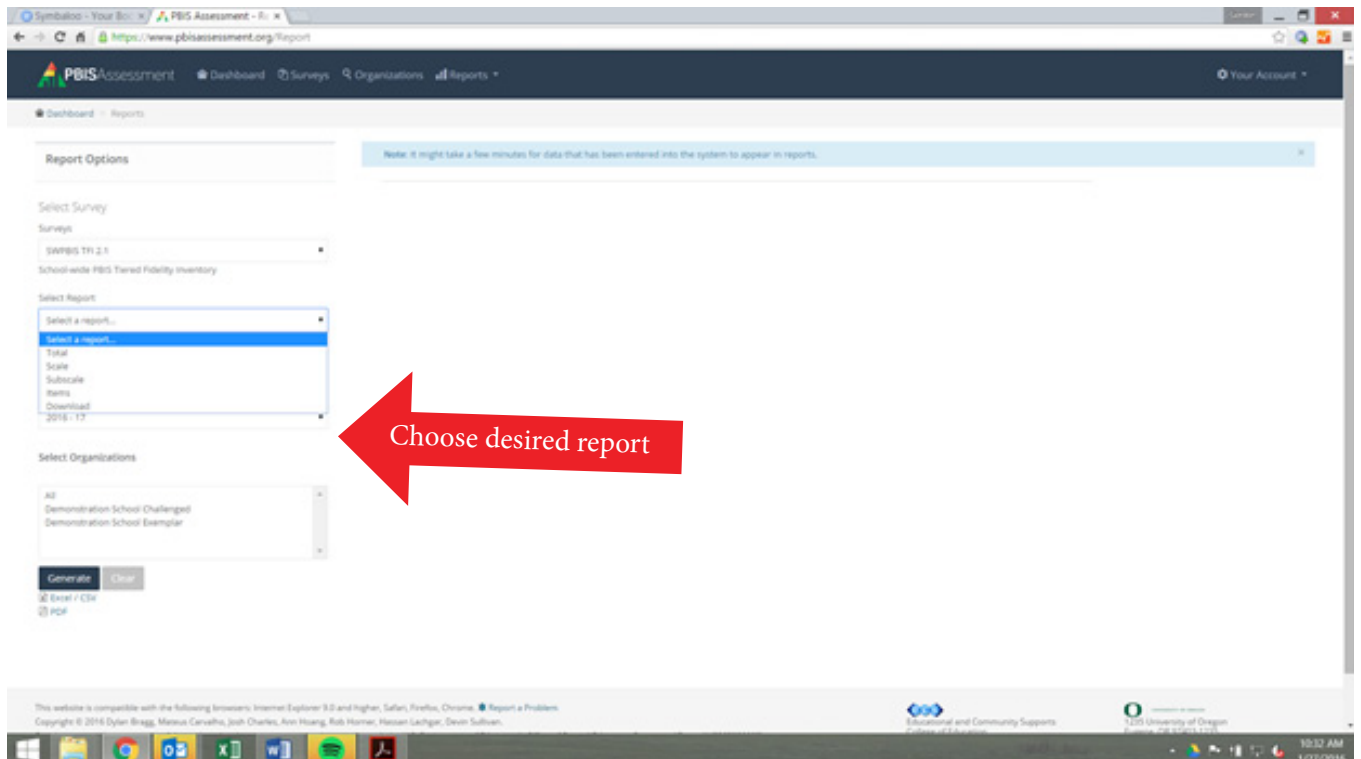 Symbaloo - Your Bo
PBIS Assessment - Re
https://www.pbisassessment.org/Report
PBISAssessment
Dashboard
Surveys
Organizations
Reports
Your Account
Dashboard
Reports
Report Options
Note: It might take a few minutes for data that has been entered into the system to appear in reports.
Select Survey
Surveys
SWPBIS TFI 2.1
School-wide PBIS Tiered Fidelity Inventory
Select Report
Select a report...
Select a report...
Total
Scale
Subscale
Items
Download
2016 - 17
Choose desired report
Select Organizations
All
Demonstration School Challenged
Demonstration School Exemplar
Generate
Clear
Excel / CSV
PDF
This website is compatible with the following browsers: Internet Explorer 9.0 and higher, Safari, Firefox, Chrome. Report a Problem
Copyright © 2016 Dylan Bragg, Mateus Carvalho, Josh Charles, Ann Hoang, Rob Horner, Hassan Lachgar, Devin Sullivan.
Educational and Community Supports
College of Education
1235 University of Oregon
10:32 AM